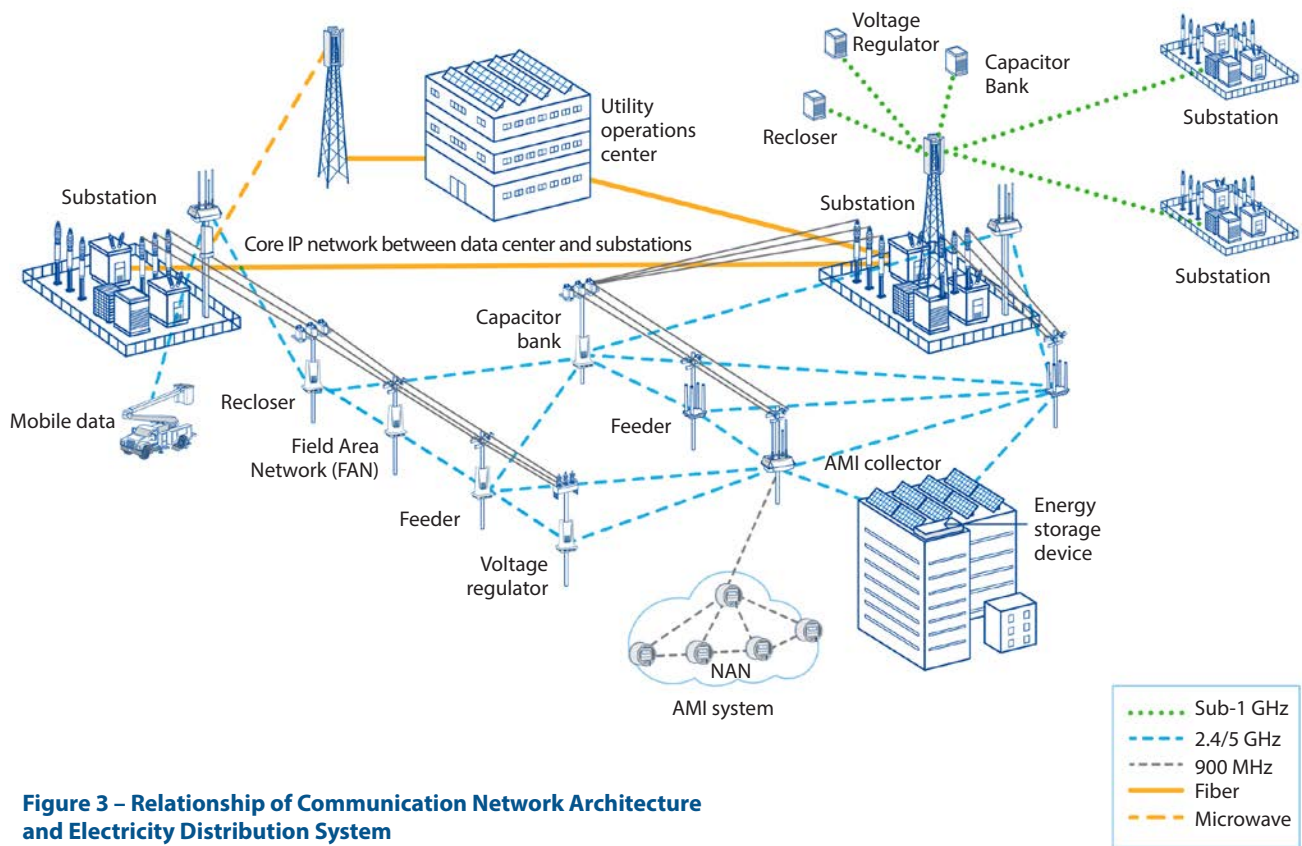 Voltage
Regulator
Capacitor
Bank
Recloser
Substation
Utility
operations
center
Substation
Substation
Substation
Core IP network between data center and substations
Capacitor
bank
Mobile data
Recloser
Field Area
Network (FAN)
Feeder
Feeder
AMI collector
Voltage
regulator
Energy
storage
device
NAN
AMI system
Sub-1 GHz
2.4/5 GHz
900 MHz
Fiber
Microwave
Figure 3 – Relationship of Communication Network Architecture
and Electricity Distribution System